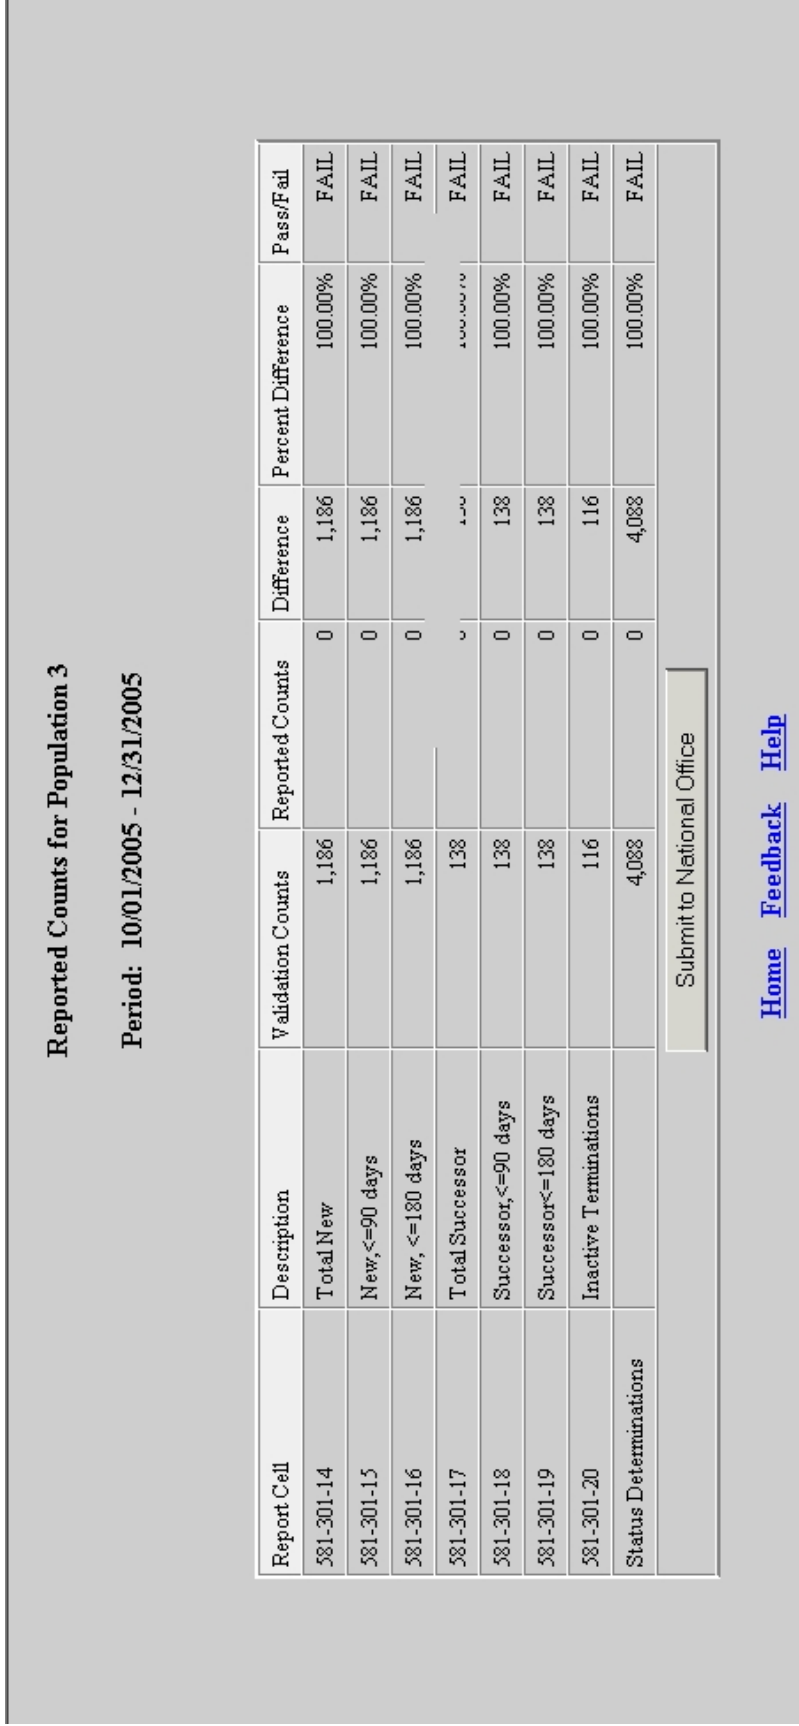 Reported Counts for Population 3
Period: 10/01/2005 - 12/31/2005
Report Cell Description Validation Counts Reported Counts Difference Percent Difference Pass/Fail
581-301-14 Total New 1,186 0 1,186 100.00% FAIL
581-301-15 New,<=90 days 1,186 0 1,186 100.00% FAIL
581-301-16 New, <=180 days 1,186 0 1,186 100.00% FAIL
581-301-17 Total Successor 138 FAIL
581-301-18 Successor,<=90 days 138 0 138 100.00% FAIL
581-301-19 Successor<=180 days 138 0 138 100.00% FAIL
581-301-20 Inactive Terminations 116 0 116 100.00% FAIL
Status Determinations 4,088 0 4,088 100.00% FAIL
Submit to National Office
Home Feedback Help